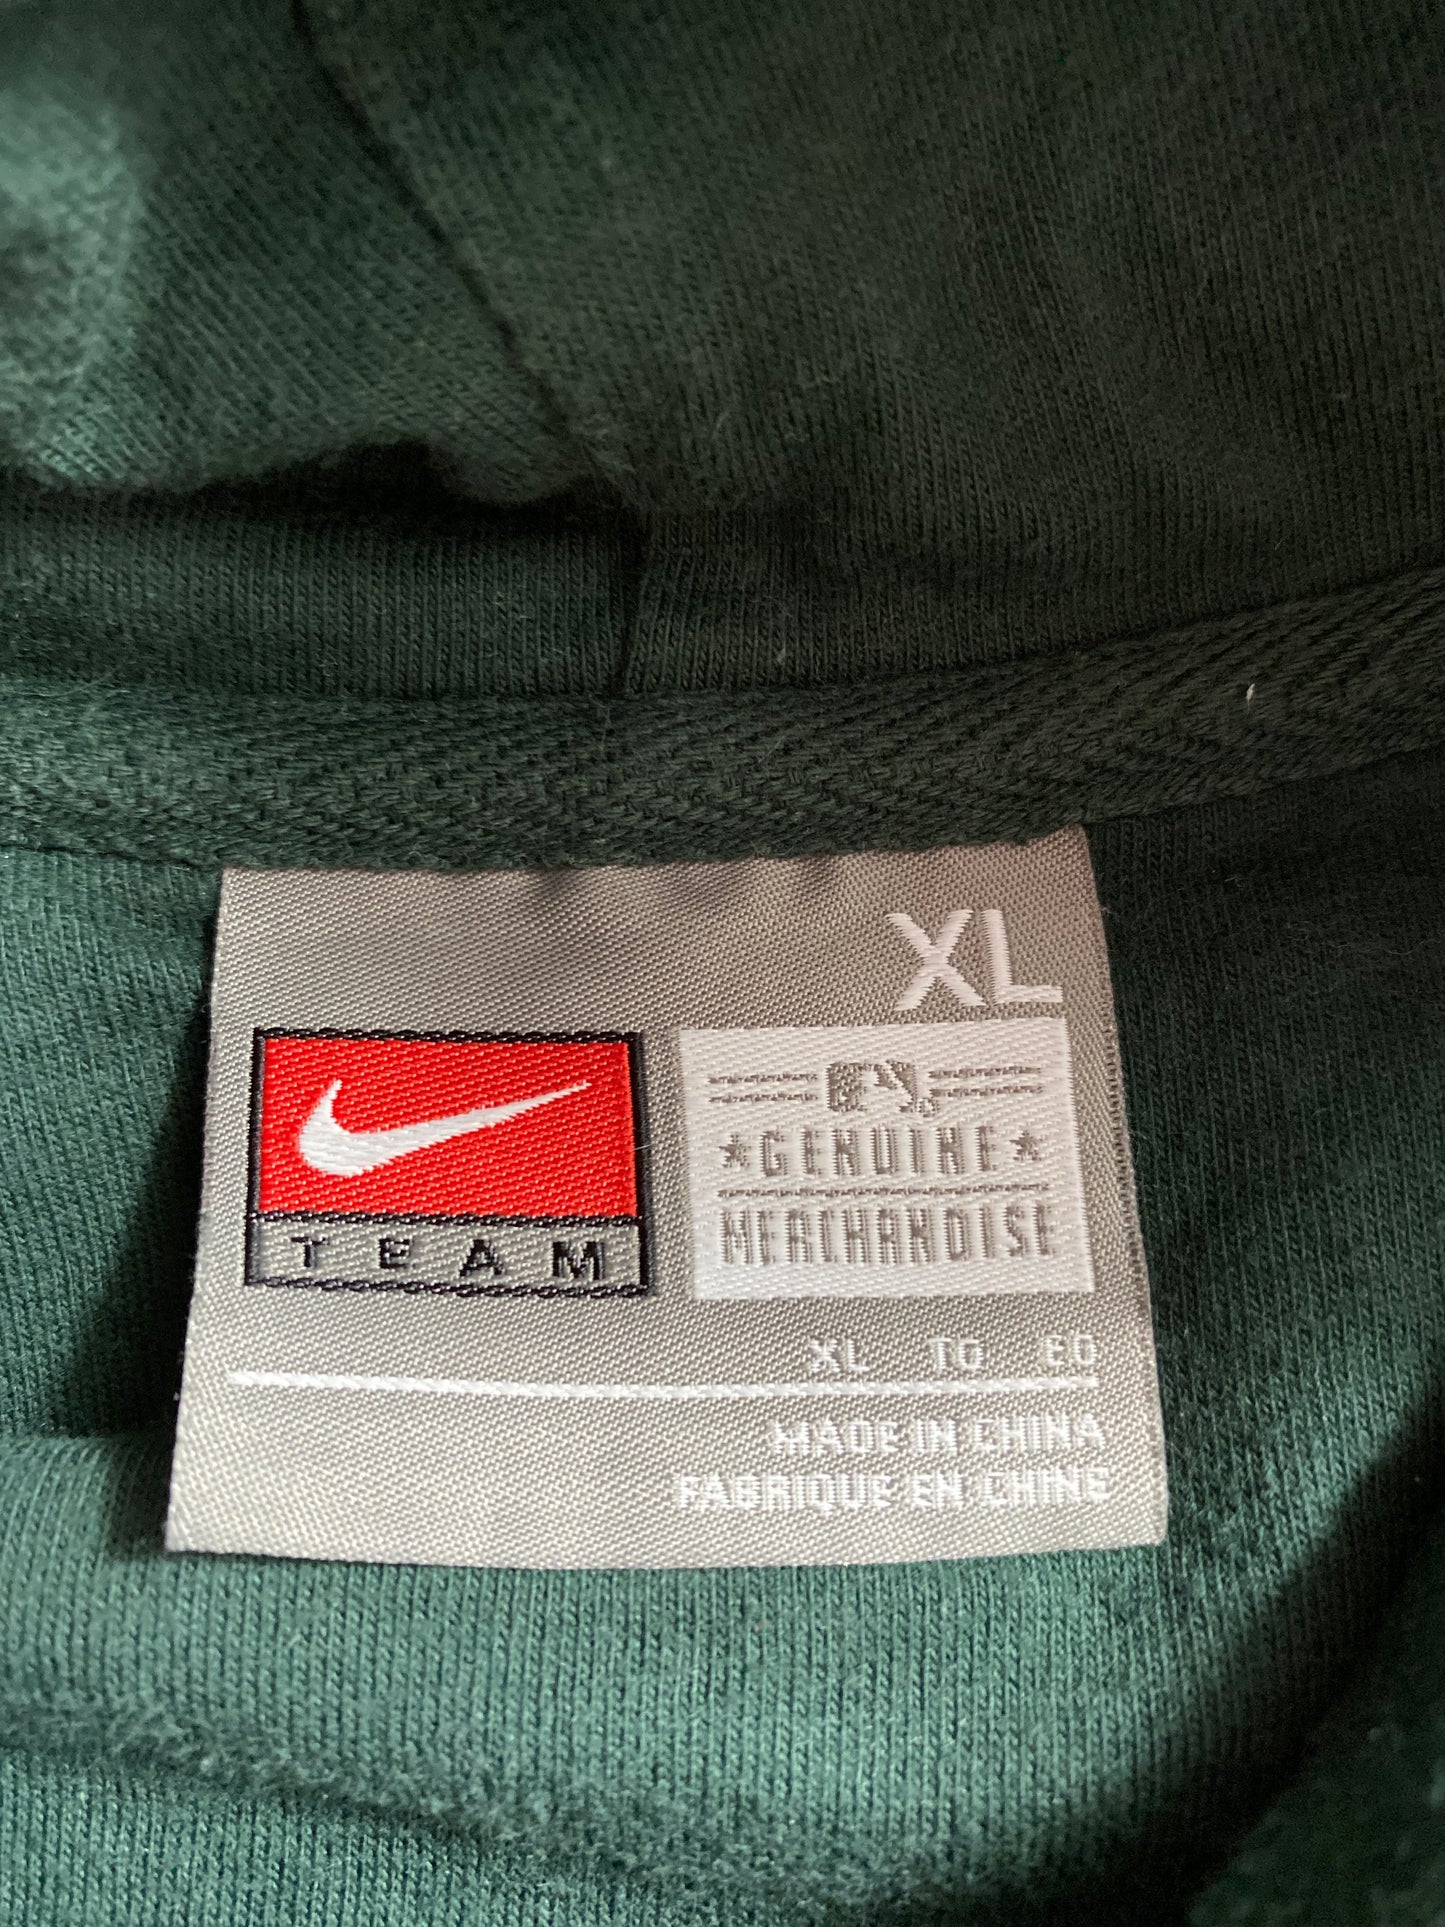 XL
TEAM
GENUINE
MERCHANDISE
XL TG EG
MADE IN CHINA
FABRIQUE EN CHINE